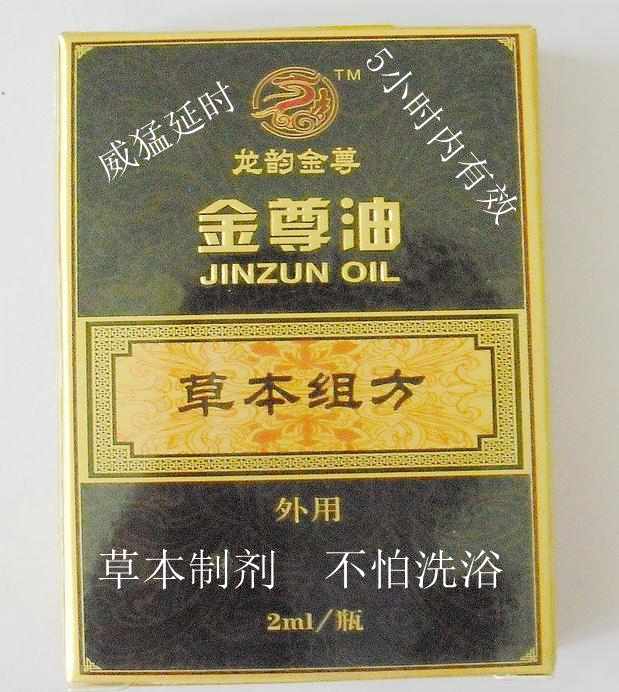 威猛延时
TM
5小时内有效
龙韵金尊
金尊油
JINZUN OIL
草本组方
外用
草本制剂 不怕洗浴
2ml/瓶